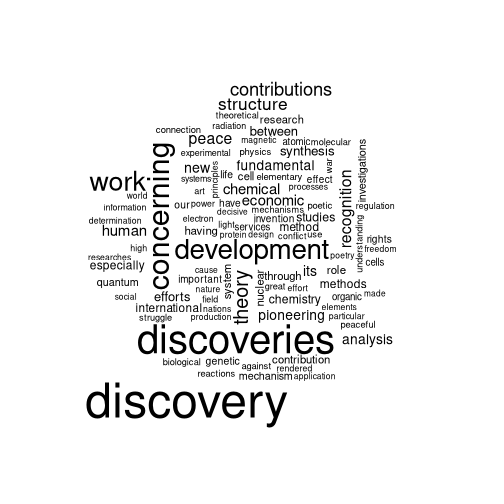 contributions
structure
theoretical
research
connection
radiation
between
peace
magnetic
atomic
molecular
experimental
physics
synthesis
investigations
concerning
new
life
fundamental
war
work
systems
principles
cell
elementary
effect
recognition
world
art
chemical
processes
information
our
power
have
economic
poetic
regulation
decisive
mechanisms
determination
electron
invention
studies
human
having
light
services
method
understanding
rights
protein
design
conflict
use
high
development
freedom
researches
poetry
especially
cause
system
theory
nuclear
through
its
role
cells
quantum
important
great
effort
methods
nature
social
efforts
field
chemistry
organic
made
international
nations
elements
struggle
production
pioneering
particular
peaceful
discoveries
analysis
biological
genetic
against
contribution
rendered
reactions
mechanism
application
discovery